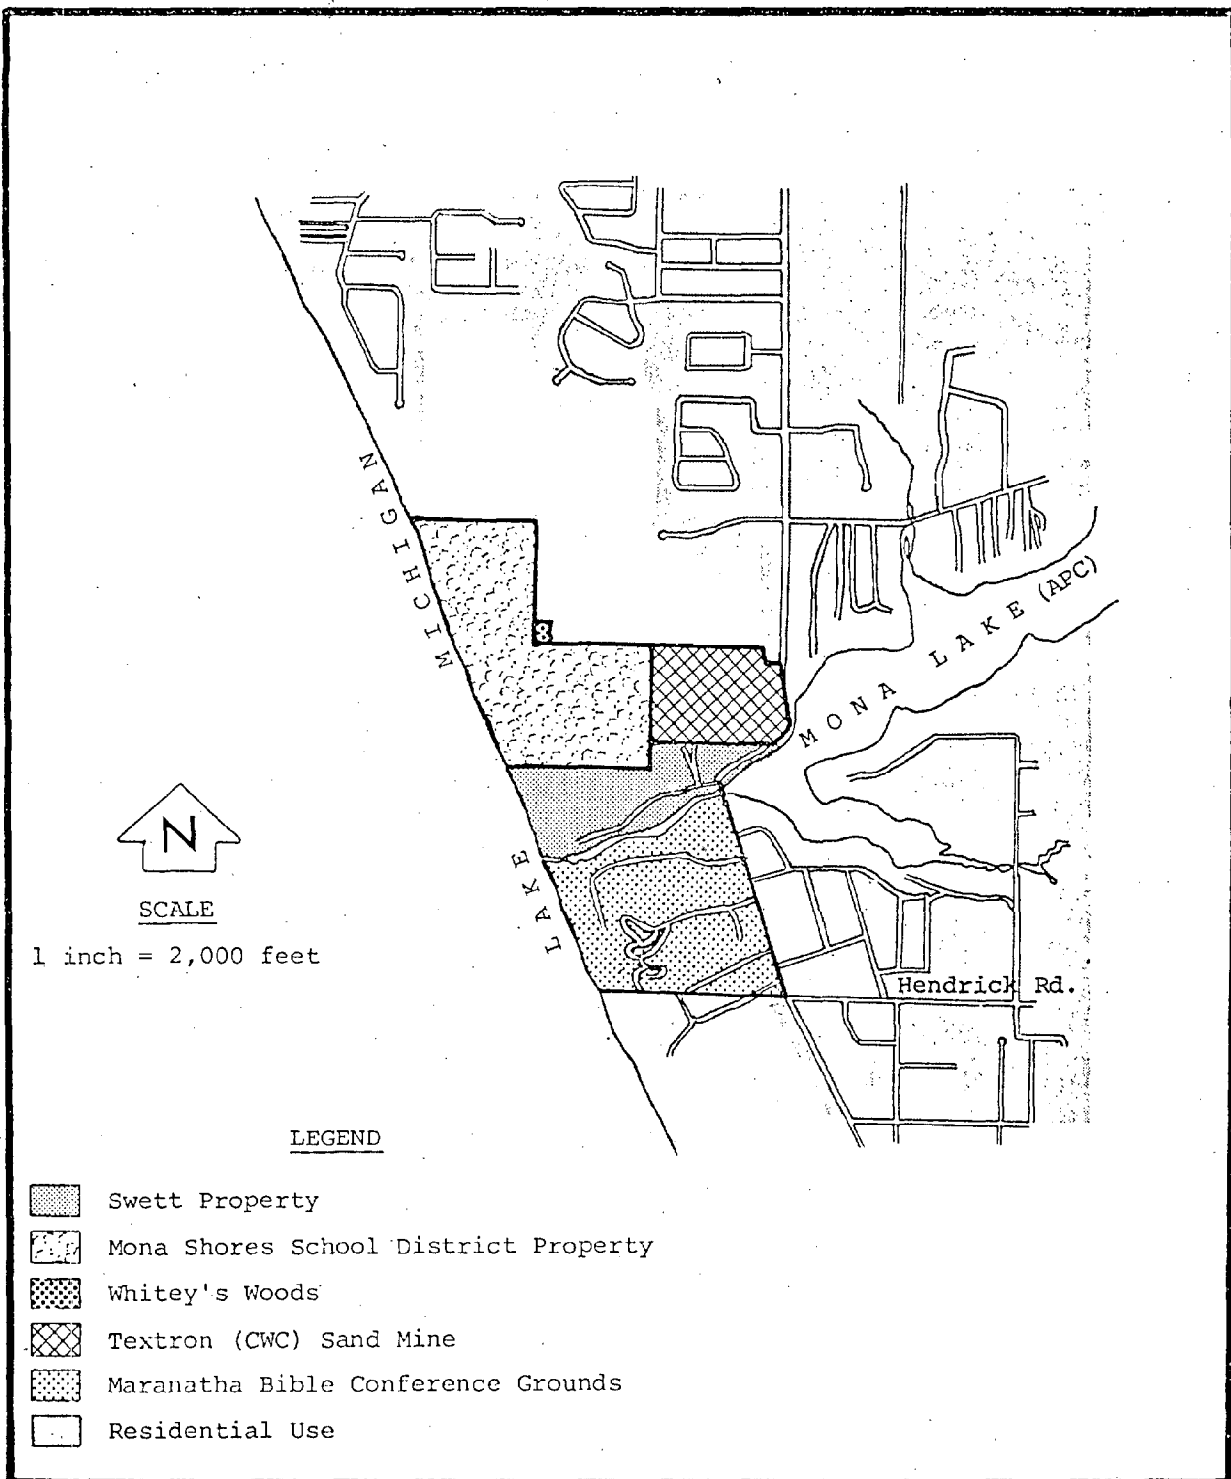 MICHIGAN
LAKE
MONA LAKE (APC)
N
SCALE
1 inch = 2,000 feet
Hendrick Rd.
LEGEND
Swett Property
Mona Shores School District Property
Whitey's Woods
Textron (CWC) Sand Mine
Maranatha Bible Conference Grounds
Residential Use